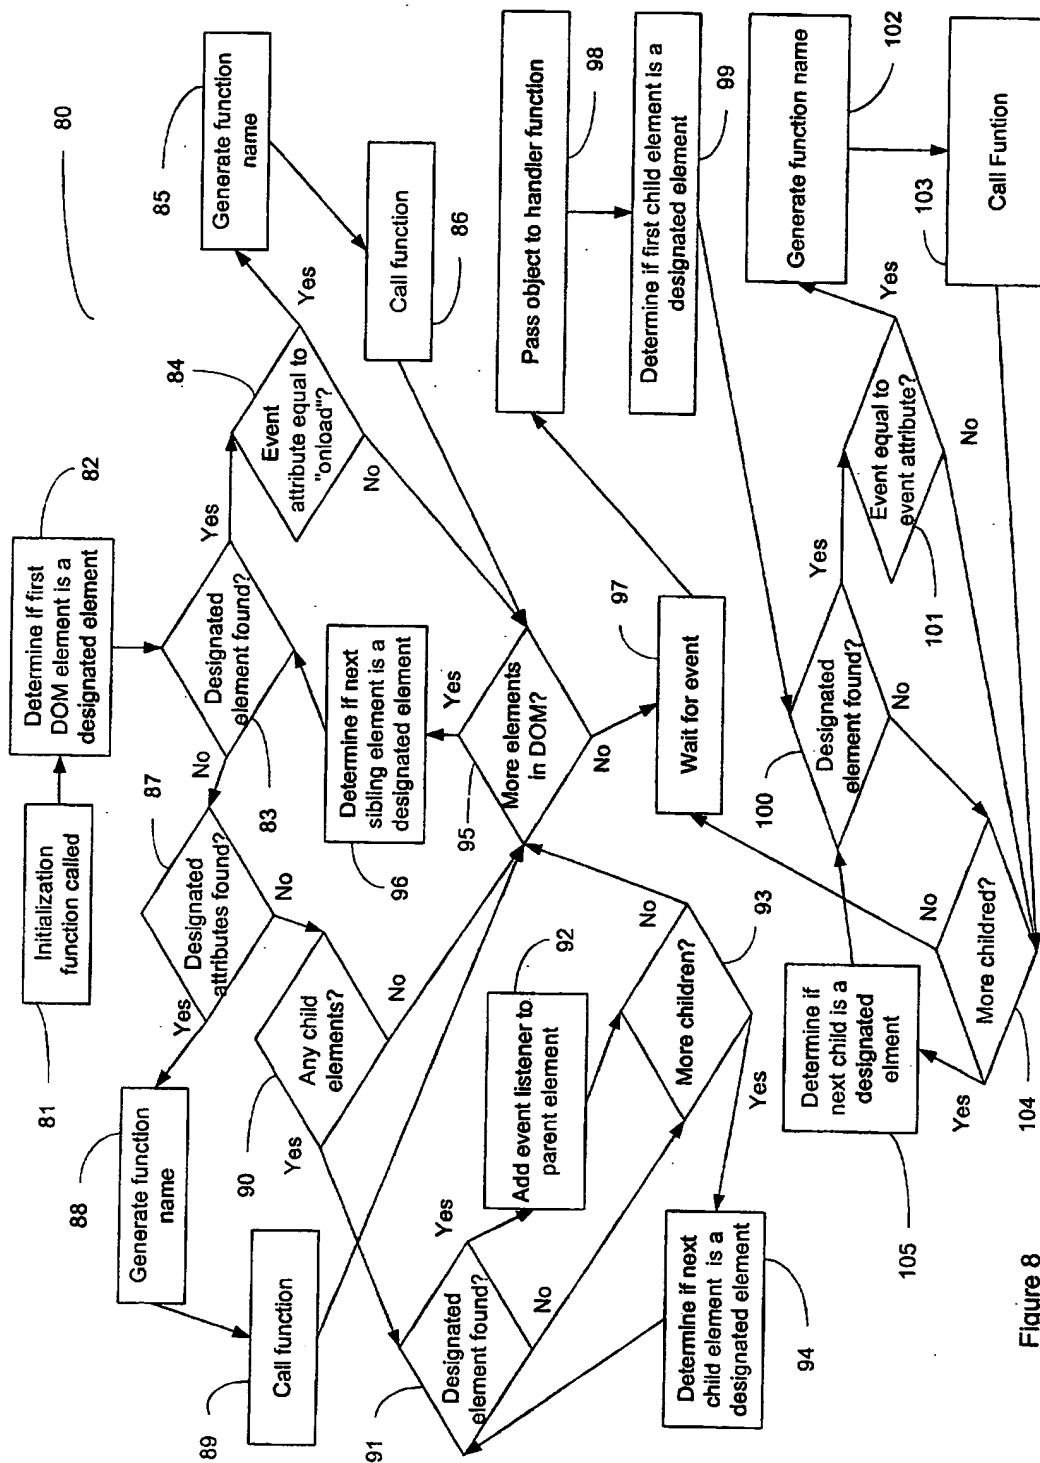 80
81
Initialization
function called
82
Determine if first
DOM element is a
designated element
83
Designated
element found?
Yes
No
84
Event
attribute equal to
"onload"?
Yes
No
85
Generate function
name
86
Call function
87
Designated
attributes found?
Yes
No
88
Generate function
name
89
Call function
90
Any child
elements?
Yes
No
91
Designated
element found?
Yes
No
92
Add event listener to
parent element
93
More children?
No
Yes
94
Determine if next
child element is a
designated element
95
More elements
in DOM?
Yes
No
96
Determine if next
sibling element is a
designated element
97
Wait for event
98
Pass object to handler function
99
Determine if first child element is a
designated element
100
Designated
element found?
Yes
No
101
Event equal to
event attribute?
Yes
No
102
Generate function name
103
Call Funtion
104
More childred?
No
Yes
105
Determine if
next child is a
designated
elment
Figure 8